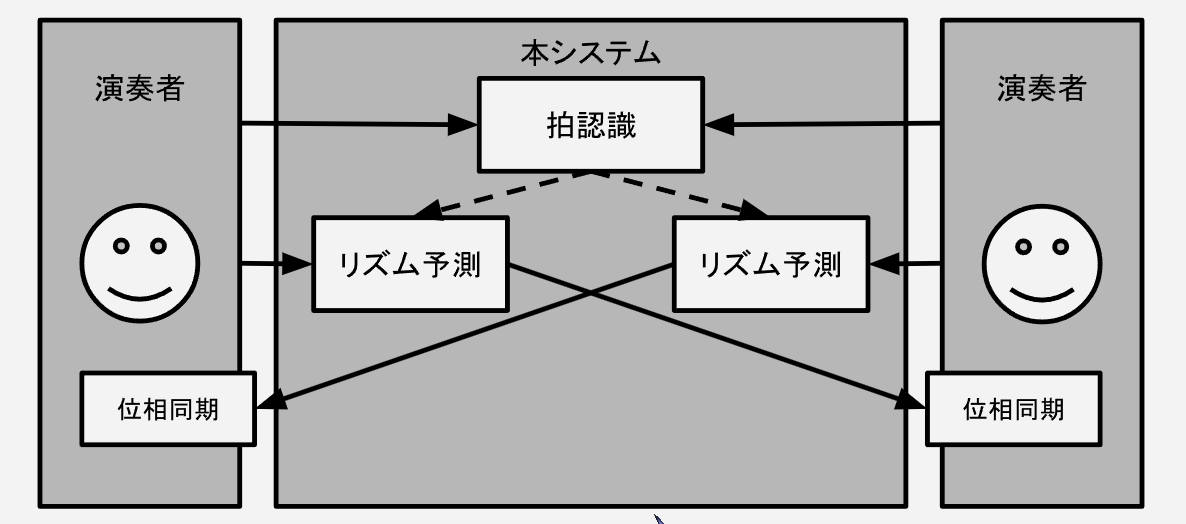 本システム
演奏者
演奏者
拍認識
リズム予測
リズム予測
位相同期
位相同期